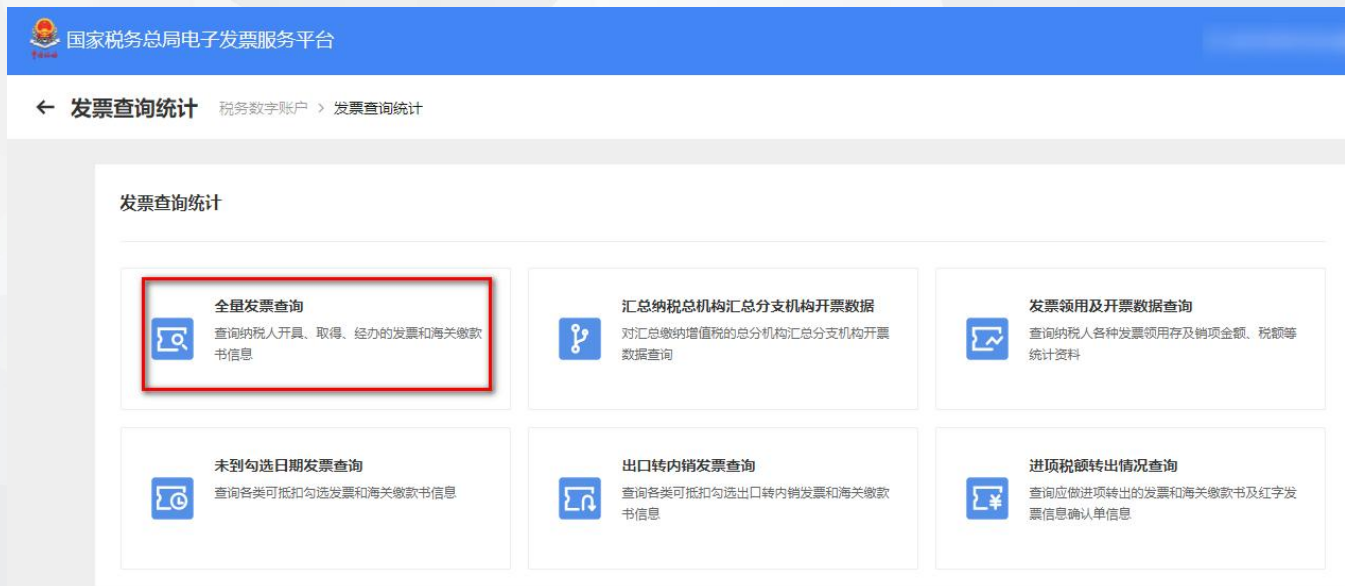 国家税务总局电子发票服务平台
← 发票查询统计 税务数字账户 > 发票查询统计
发票查询统计
全量发票查询
查询纳税人开具、取得、经办的发票和海关缴款
书信息
汇总纳税总机构汇总分支机构开票数据
对汇总缴纳增值税的总分机构汇总分支机构开票
数据查询
发票领用及开票数据查询
查询纳税人各种发票领用存及销项金额、税额等
统计资料
未到勾选日期发票查询
查询各类可抵扣勾选发票和海关缴款书信息
出口转内销发票查询
查询各类可抵扣勾选出口转内销发票和海关缴款
书信息
进项税额转出情况查询
查询应做进项转出的发票和海关缴款书及红字发
票信息确认单信息